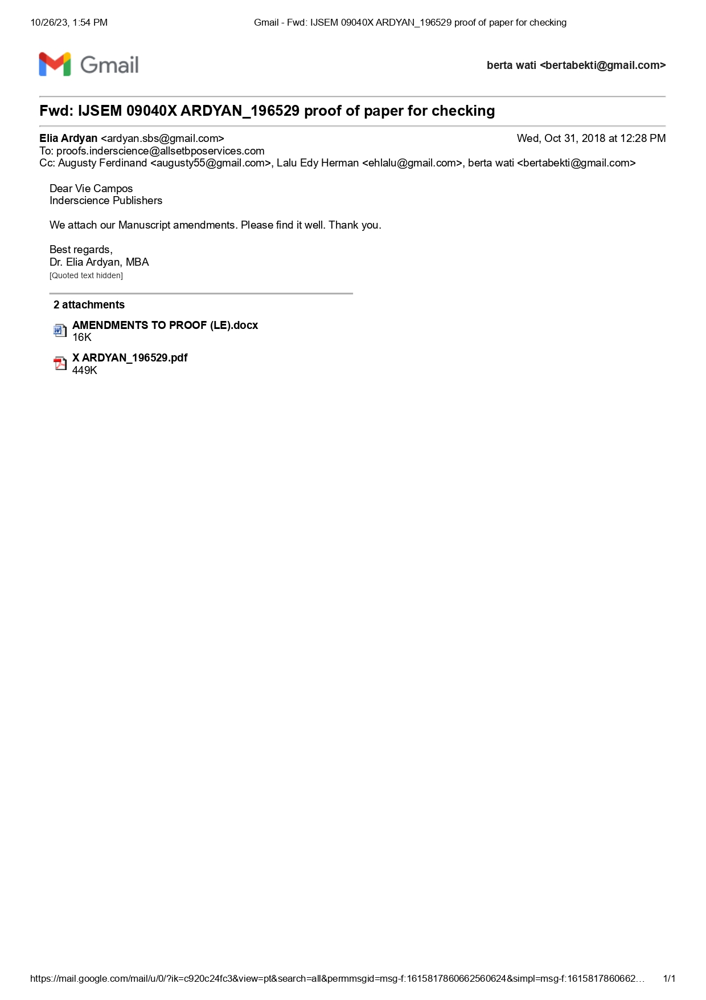 10/26/23, 1:54 PM
Gmail - Fwd: IJSEM 09040X ARDYAN_196529 proof of paper for checking
Gmail
berta wati <bertabekti@gmail.com>
Fwd: IJSEM 09040X ARDYAN_196529 proof of paper for checking
Elia Ardyan <ardyan.sbs@gmail.com>
Wed, Oct 31, 2018 at 12:28 PM
To: proofs.inderscience@allsetbposervices.com
Cc: Augusty Ferdinand <augusty55@gmail.com>, Lalu Edy Herman <ehlalu@gmail.com>, berta wati <bertabekti@gmail.com>
Dear Vie Campos
Inderscience Publishers
We attach our Manuscript amendments. Please find it well. Thank you.
Best regards,
Dr. Elia Ardyan, MBA
[Quoted text hidden]
2 attachments
AMENDMENTS TO PROOF (LE).docx
16K
X ARDYAN_196529.pdf
449K
https://mail.google.com/mail/u/0/?ik=c920c24fc3&view=pt&search=all&permmsgid=msg-f:1615817860662560624&simpl=msg-f:1615817860662…
1/1